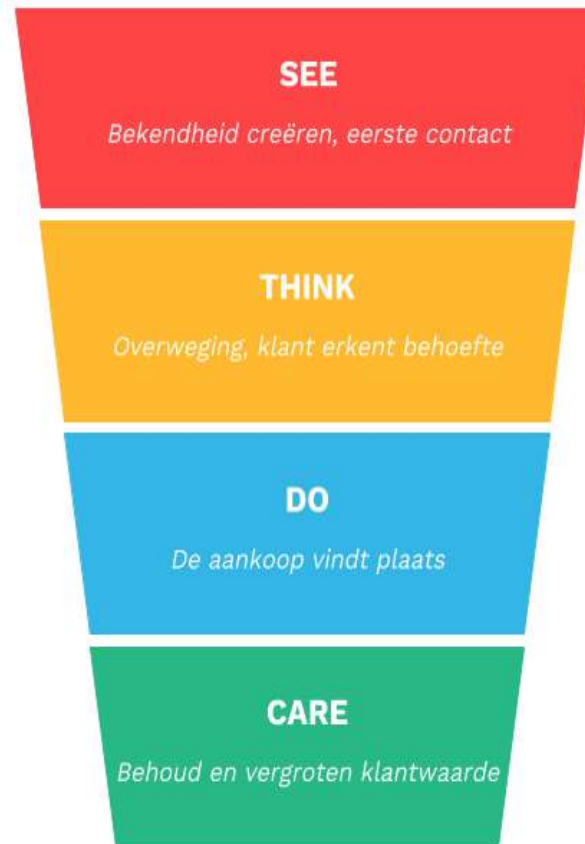 SEE
Bekendheid creëren, eerste contact
THINK
Overweging, klant erkent behoefte
DO
De aankoop vindt plaats
CARE
Behoud en vergroten klantwaarde